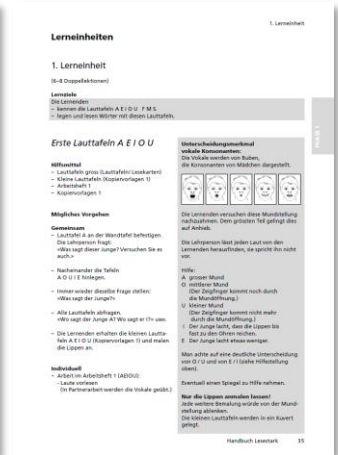 1. Lerneinheit
Lerneinheiten
1. Lerneinheit
(6–8 Doppellektionen)
Lernziele
Die Lernenden
– kennen die Lauttafeln A E I O U F M S.
– legen und lesen Wörter mit diesen Lauttafeln.
PHASE 1
Erste Lauttafeln A E I O U
Hilfsmittel
– Lauttafeln gross (Lauttafeln/ Lesekarten)
– Kleine Lauttafeln (Kopiervorlagen 1)
– Arbeitsheft 1
– Kopiervorlagen 1
Mögliches Vorgehen
Gemeinsam
– Lauttafel A an der Wandtafel befestigen.
Die Lehrperson fragt:
«Was sagt dieser Junge? Versuchen Sie es
auch.»
– Nacheinander die Tafeln
A O U I E hinlegen.
– Immer wieder dieselbe Frage stellen:
«Was sagt der Junge?»
– Alle Lauttafeln abfragen.
«Wo sagt der Junge A? Wo sagt er I?» usw.
– Die Lernenden erhalten die kleinen Lautta-
feln A E I O U (Kopiervorlagen 1) und malen
die Lippen an.
Individuell
– Arbeit im Arbeitsheft 1 (AEIOU):
- Laute vorlesen
(In Partnerarbeit werden die Vokale geübt.)
Unterscheidungsmerkmal
vokale Konsonanten:
Die Vokale werden von Buben,
die Konsonanten von Mädchen dargestellt.
Die Lernenden versuchen diese Mundstellung
nachzuahmen. Dem grössten Teil gelingt dies
auf Anhieb.
Die Lehrperson lässt jeden Laut von den
Lernenden herausfinden, sie spricht ihn nicht
vor.
Hilfe:
A grosser Mund
O mittlerer Mund
(Der Zeigfinger kommt noch durch
die Mundöffnung.)
U kleiner Mund
(Der Zeigfinger kommt nicht mehr
durch die Mundöffnung.)
I Der Junge lacht, dass die Lippen bis
fast zu den Ohren reichen.
E Der Junge lacht etwas weniger.
Man achte auf eine deutliche Unterscheidung
von O / U und von E / I (siehe Hilfestellung
oben).
Eventuell einen Spiegel zu Hilfe nehmen.
Nur die Lippen anmalen lassen!
Jede weitere Bemalung würde von der Mund-
stellung ablenken.
Die kleinen Lauttafeln werden in ein Kuvert
gelegt.
Handbuch Lesestark 35